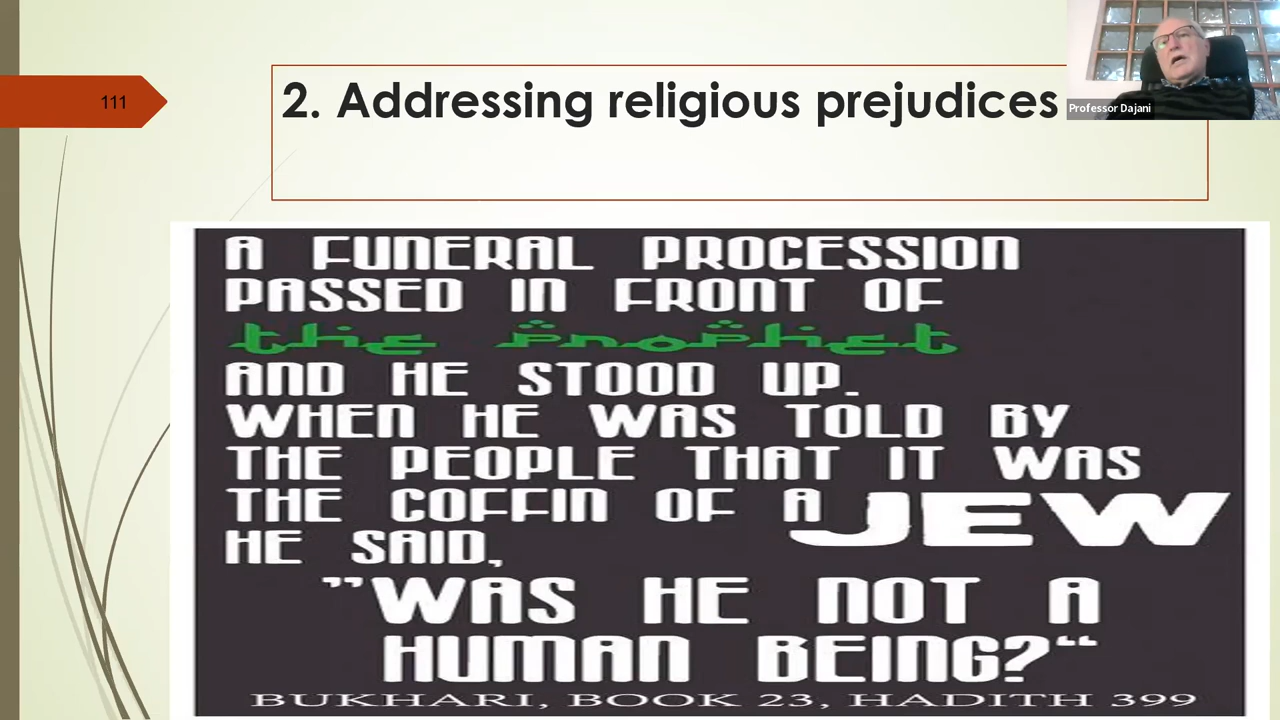 111
2. Addressing religious prejudices
Professor Dajani
A FUNERAL PROCESSION
PASSED IN FRONT OF
the Prophet
AND HE STOOD UP.
WHEN HE WAS TOLD BY
THE PEOPLE THAT IT WAS
THE COFFIN OF A JEW
HE SAID,
"WAS HE NOT A
HUMAN BEING?“
BUKHARI, BOOK 23, HADITH 399